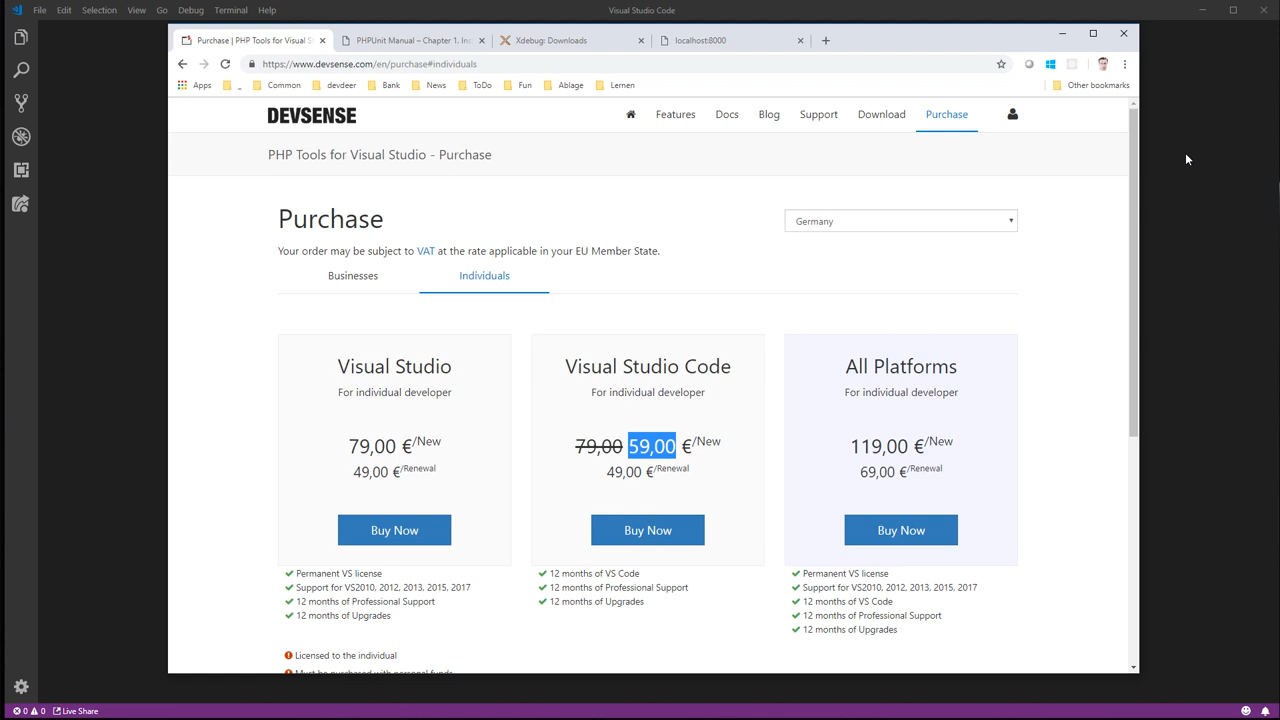 File Edit Selection View Go Debug Terminal Help Visual Studio Code
Purchase | PHP Tools for Visual S PHPUnit Manual – Chapter 1. In Xdebug: Downloads localhost:8000
https://www.devsense.com/en/purchase#individuals
Apps _ Common devdeer Bank News ToDo Fun Ablage Lernen Other bookmarks
DEVSENSE Features Docs Blog Support Download Purchase
PHP Tools for Visual Studio - Purchase
Purchase
Germany
Your order may be subject to VAT at the rate applicable in your EU Member State.
Businesses Individuals
Visual Studio Visual Studio Code All Platforms
For individual developer For individual developer For individual developer
79,00 €/New 79,00 59,00 €/New 119,00 €/New
49,00 €/Renewal 49,00 €/Renewal 69,00 €/Renewal
Buy Now Buy Now Buy Now
Permanent VS license 12 months of VS Code Permanent VS license
Support for VS2010, 2012, 2013, 2015, 2017 12 months of Professional Support Support for VS2010, 2012, 2013, 2015, 2017
12 months of Professional Support 12 months of Upgrades 12 months of VS Code
12 months of Upgrades 12 months of Professional Support
12 months of Upgrades
Licensed to the individual
Must be purchased with personal funds
0 0 Live Share